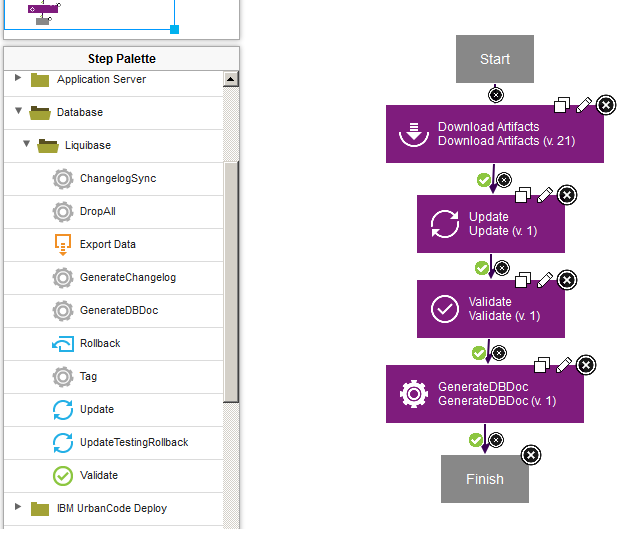 Step Palette
Application Server
Database
Liquibase
ChangelogSync
DropAll
Export Data
GenerateChangelog
GenerateDBDoc
Rollback
Tag
Update
UpdateTestingRollback
Validate
IBM UrbanCode Deploy
Start
Download Artifacts
Download Artifacts (v. 21)
Update
Update (v. 1)
Validate
Validate (v. 1)
GenerateDBDoc
GenerateDBDoc (v. 1)
Finish